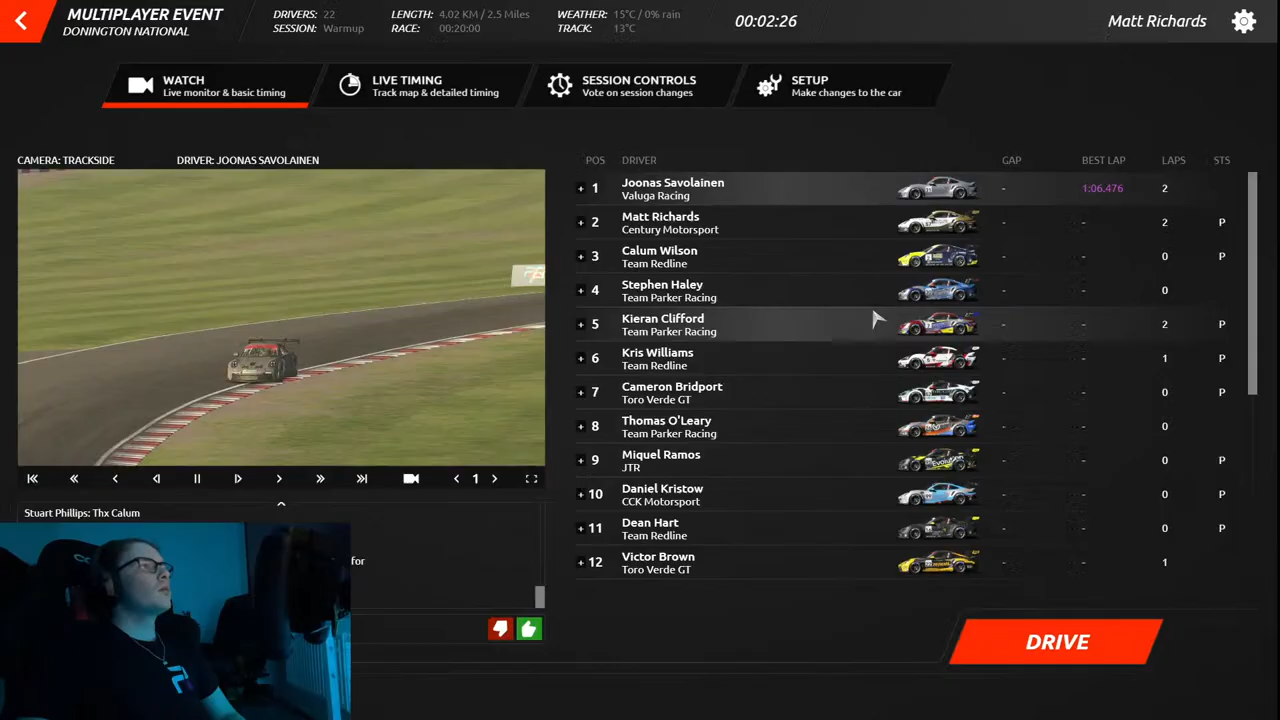 MULTIPLAYER EVENT
DONINGTON NATIONAL
DRIVERS: 22
SESSION: Warmup
LENGTH: 4.02 KM / 2.5 Miles
RACE: 00:20:00
WEATHER: 15°C / 0% rain
TRACK: 13°C
00:02:26
Matt Richards
WATCH
Live monitor & basic timing
LIVE TIMING
Track map & detailed timing
SESSION CONTROLS
Vote on session changes
SETUP
Make changes to the car
CAMERA: TRACKSIDE DRIVER: JOONAS SAVOLAINEN
1
Stuart Phillips: Thx Calum
for
POS DRIVER GAP BEST LAP LAPS STS
+ 1 Joonas Savolainen - 1:06.476 2
Valuga Racing
+ 2 Matt Richards - - 2 P
Century Motorsport
+ 3 Calum Wilson - - 0 P
Team Redline
+ 4 Stephen Haley - - 0
Team Parker Racing
+ 5 Kieran Clifford - - 2 P
Team Parker Racing
+ 6 Kris Williams - - 1 P
Team Redline
+ 7 Cameron Bridport - - 0 P
Toro Verde GT
+ 8 Thomas O'Leary - - 0
Team Parker Racing
+ 9 Miquel Ramos - - 0 P
JTR
+ 10 Daniel Kristow - - 0 P
CCK Motorsport
+ 11 Dean Hart - - 0 P
Team Redline
+ 12 Victor Brown - - 1
Toro Verde GT
DRIVE